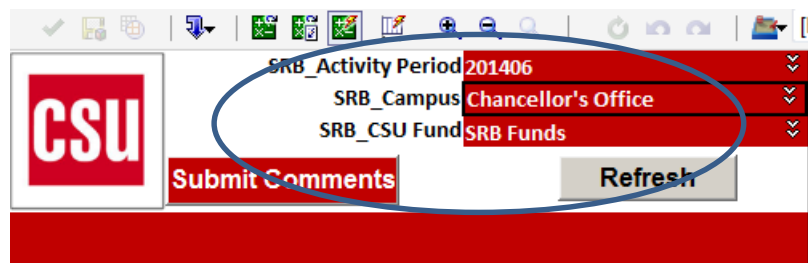 SRB_Activity Period 201406
SRB_Campus Chancellor's Office
SRB_CSU Fund SRB Funds
CSU
Submit Comments Refresh